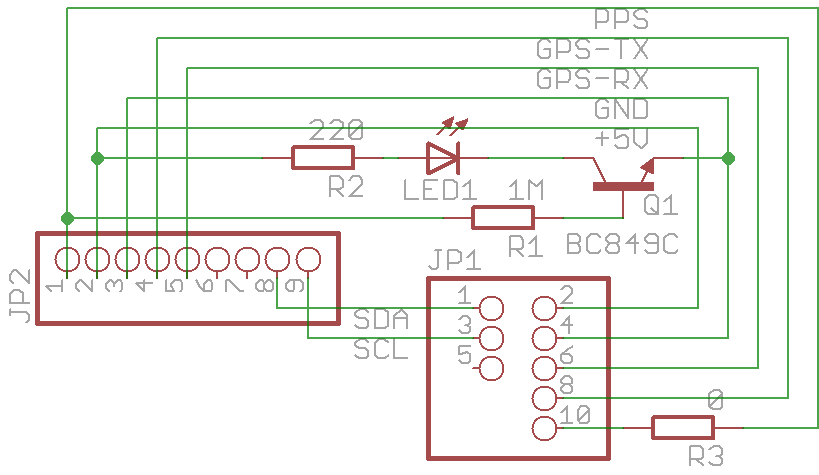 PPS
GPS-TX
GPS-RX
GND
+5V
220
R2
LED1
1M
R1
Q1
BC849C
JP2
1 2 3 4 5 6 7 8 9
JP1
SDA
SCL
1 2
3 4
5 6
8
10
0
R3